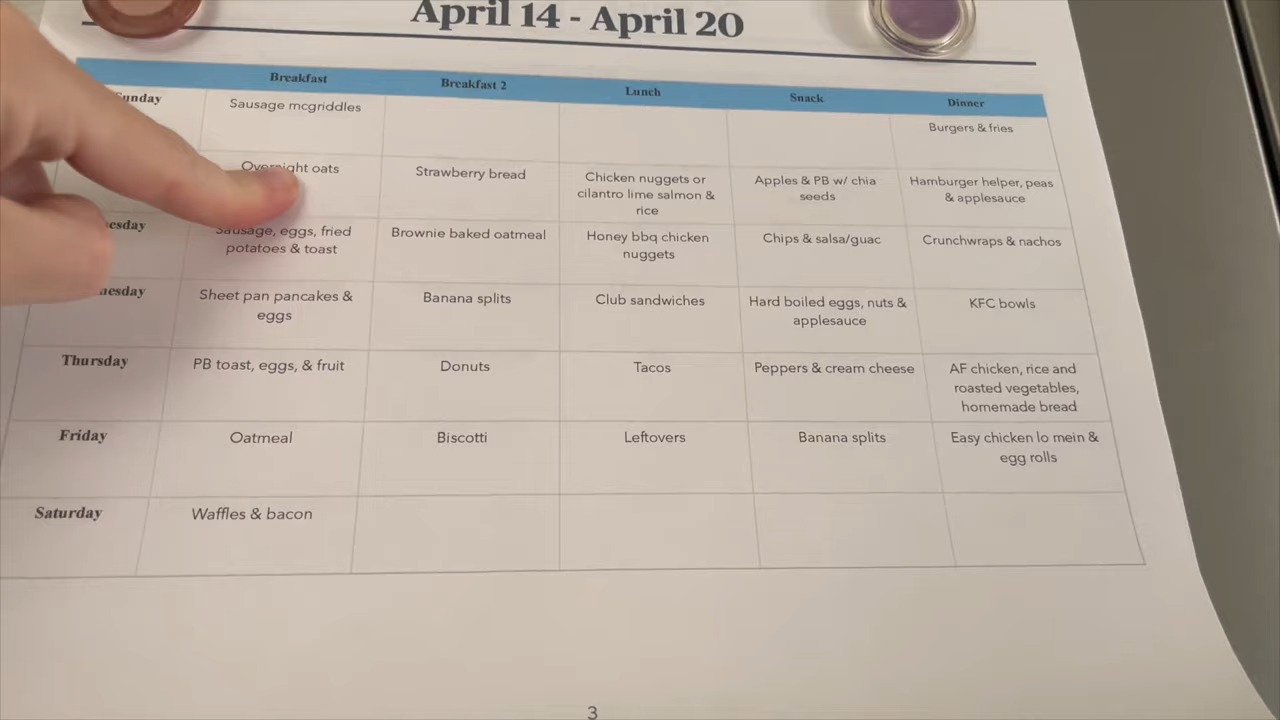 April 14 - April 20
Breakfast
Breakfast 2
Lunch
Snack
Dinner
Sausage mcgriddles
Burgers & fries
oats
Strawberry bread
Chicken nuggets or
cilantro lime salmon &
rice
Apples & PB w/ chia
seeds
Hamburger helper, peas
& applesauce
Sausage, eggs, fried
potatoes & toast
Brownie baked oatmeal
Honey bbq chicken
nuggets
Chips & salsa/guac
Crunchwraps & nachos
Sheet pan pancakes &
eggs
Banana splits
Club sandwiches
Hard boiled eggs, nuts &
applesauce
KFC bowls
Thursday
PB toast, eggs, & fruit
Donuts
Tacos
Peppers & cream cheese
AF chicken, rice and
roasted vegetables,
homemade bread
Friday
Oatmeal
Biscotti
Leftovers
Banana splits
Easy chicken lo mein &
egg rolls
Saturday
Waffles & bacon
3